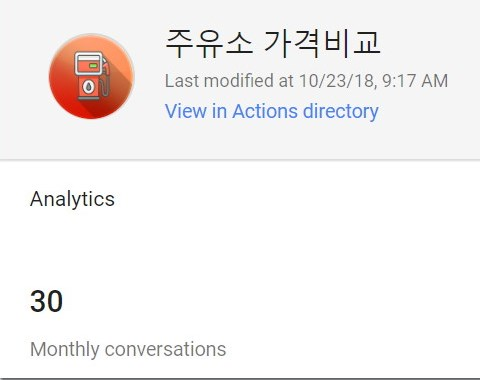 주유소 가격비교
Last modified at 10/23/18, 9:17 AM
View in Actions directory
Analytics
30
Monthly conversations